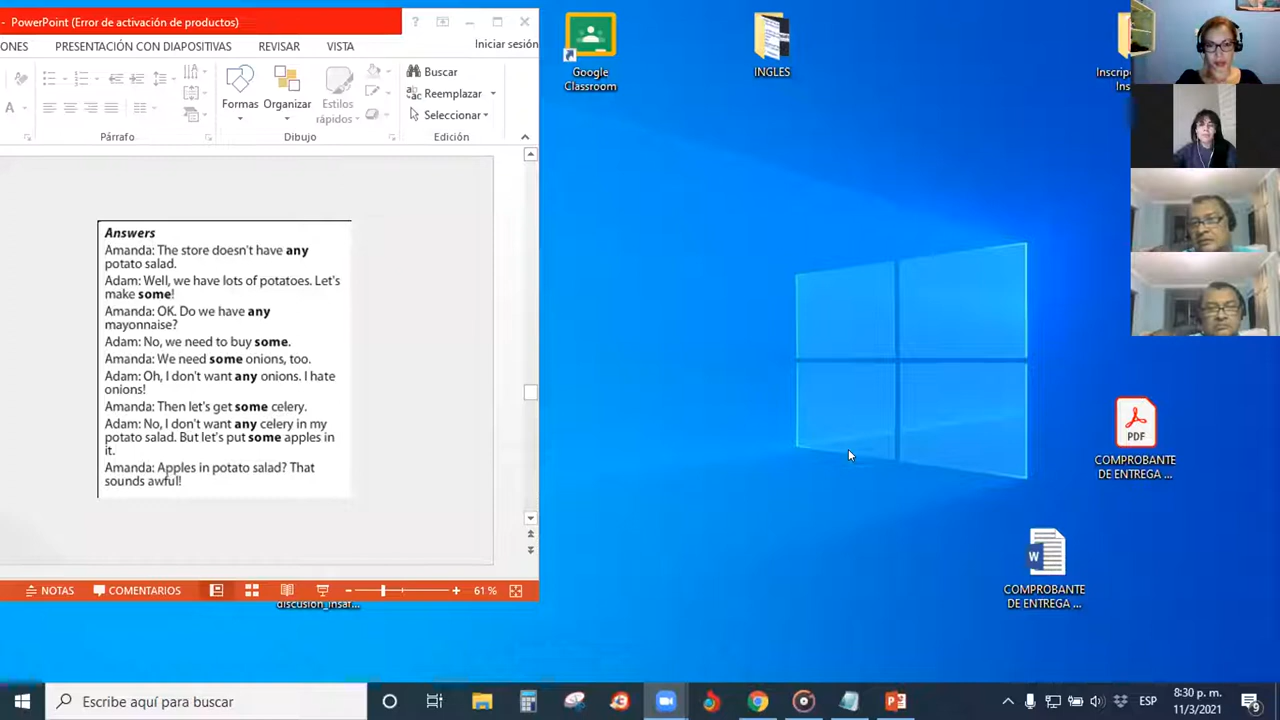 - PowerPoint (Error de activación de productos)
?
ONES
PRESENTACIÓN CON DIAPOSITIVAS
REVISAR
VISTA
Iniciar sesión
A
Formas
Organizar
Estilos
rápidos
Buscar
Reemplazar
Seleccionar
Párrafo
Dibujo
Edición
Answers
Amanda: The store doesn't have any
potato salad.
Adam: Well, we have lots of potatoes. Let's
make some!
Amanda: OK. Do we have any
mayonnaise?
Adam: No, we need to buy some.
Amanda: We need some onions, too.
Adam: Oh, I don't want any onions. I hate
onions!
Amanda: Then let's get some celery.
Adam: No, I don't want any celery in my
potato salad. But let's put some apples in
it.
Amanda: Apples in potato salad? That
sounds awful!
NOTAS
COMENTARIOS
61 %
Google
Classroom
INGLES
PDF
COMPROBANTE
DE ENTREGA ...
W
COMPROBANTE
DE ENTREGA ...
Escribe aquí para buscar
ESP
8:30 p. m.
11/3/2021
9